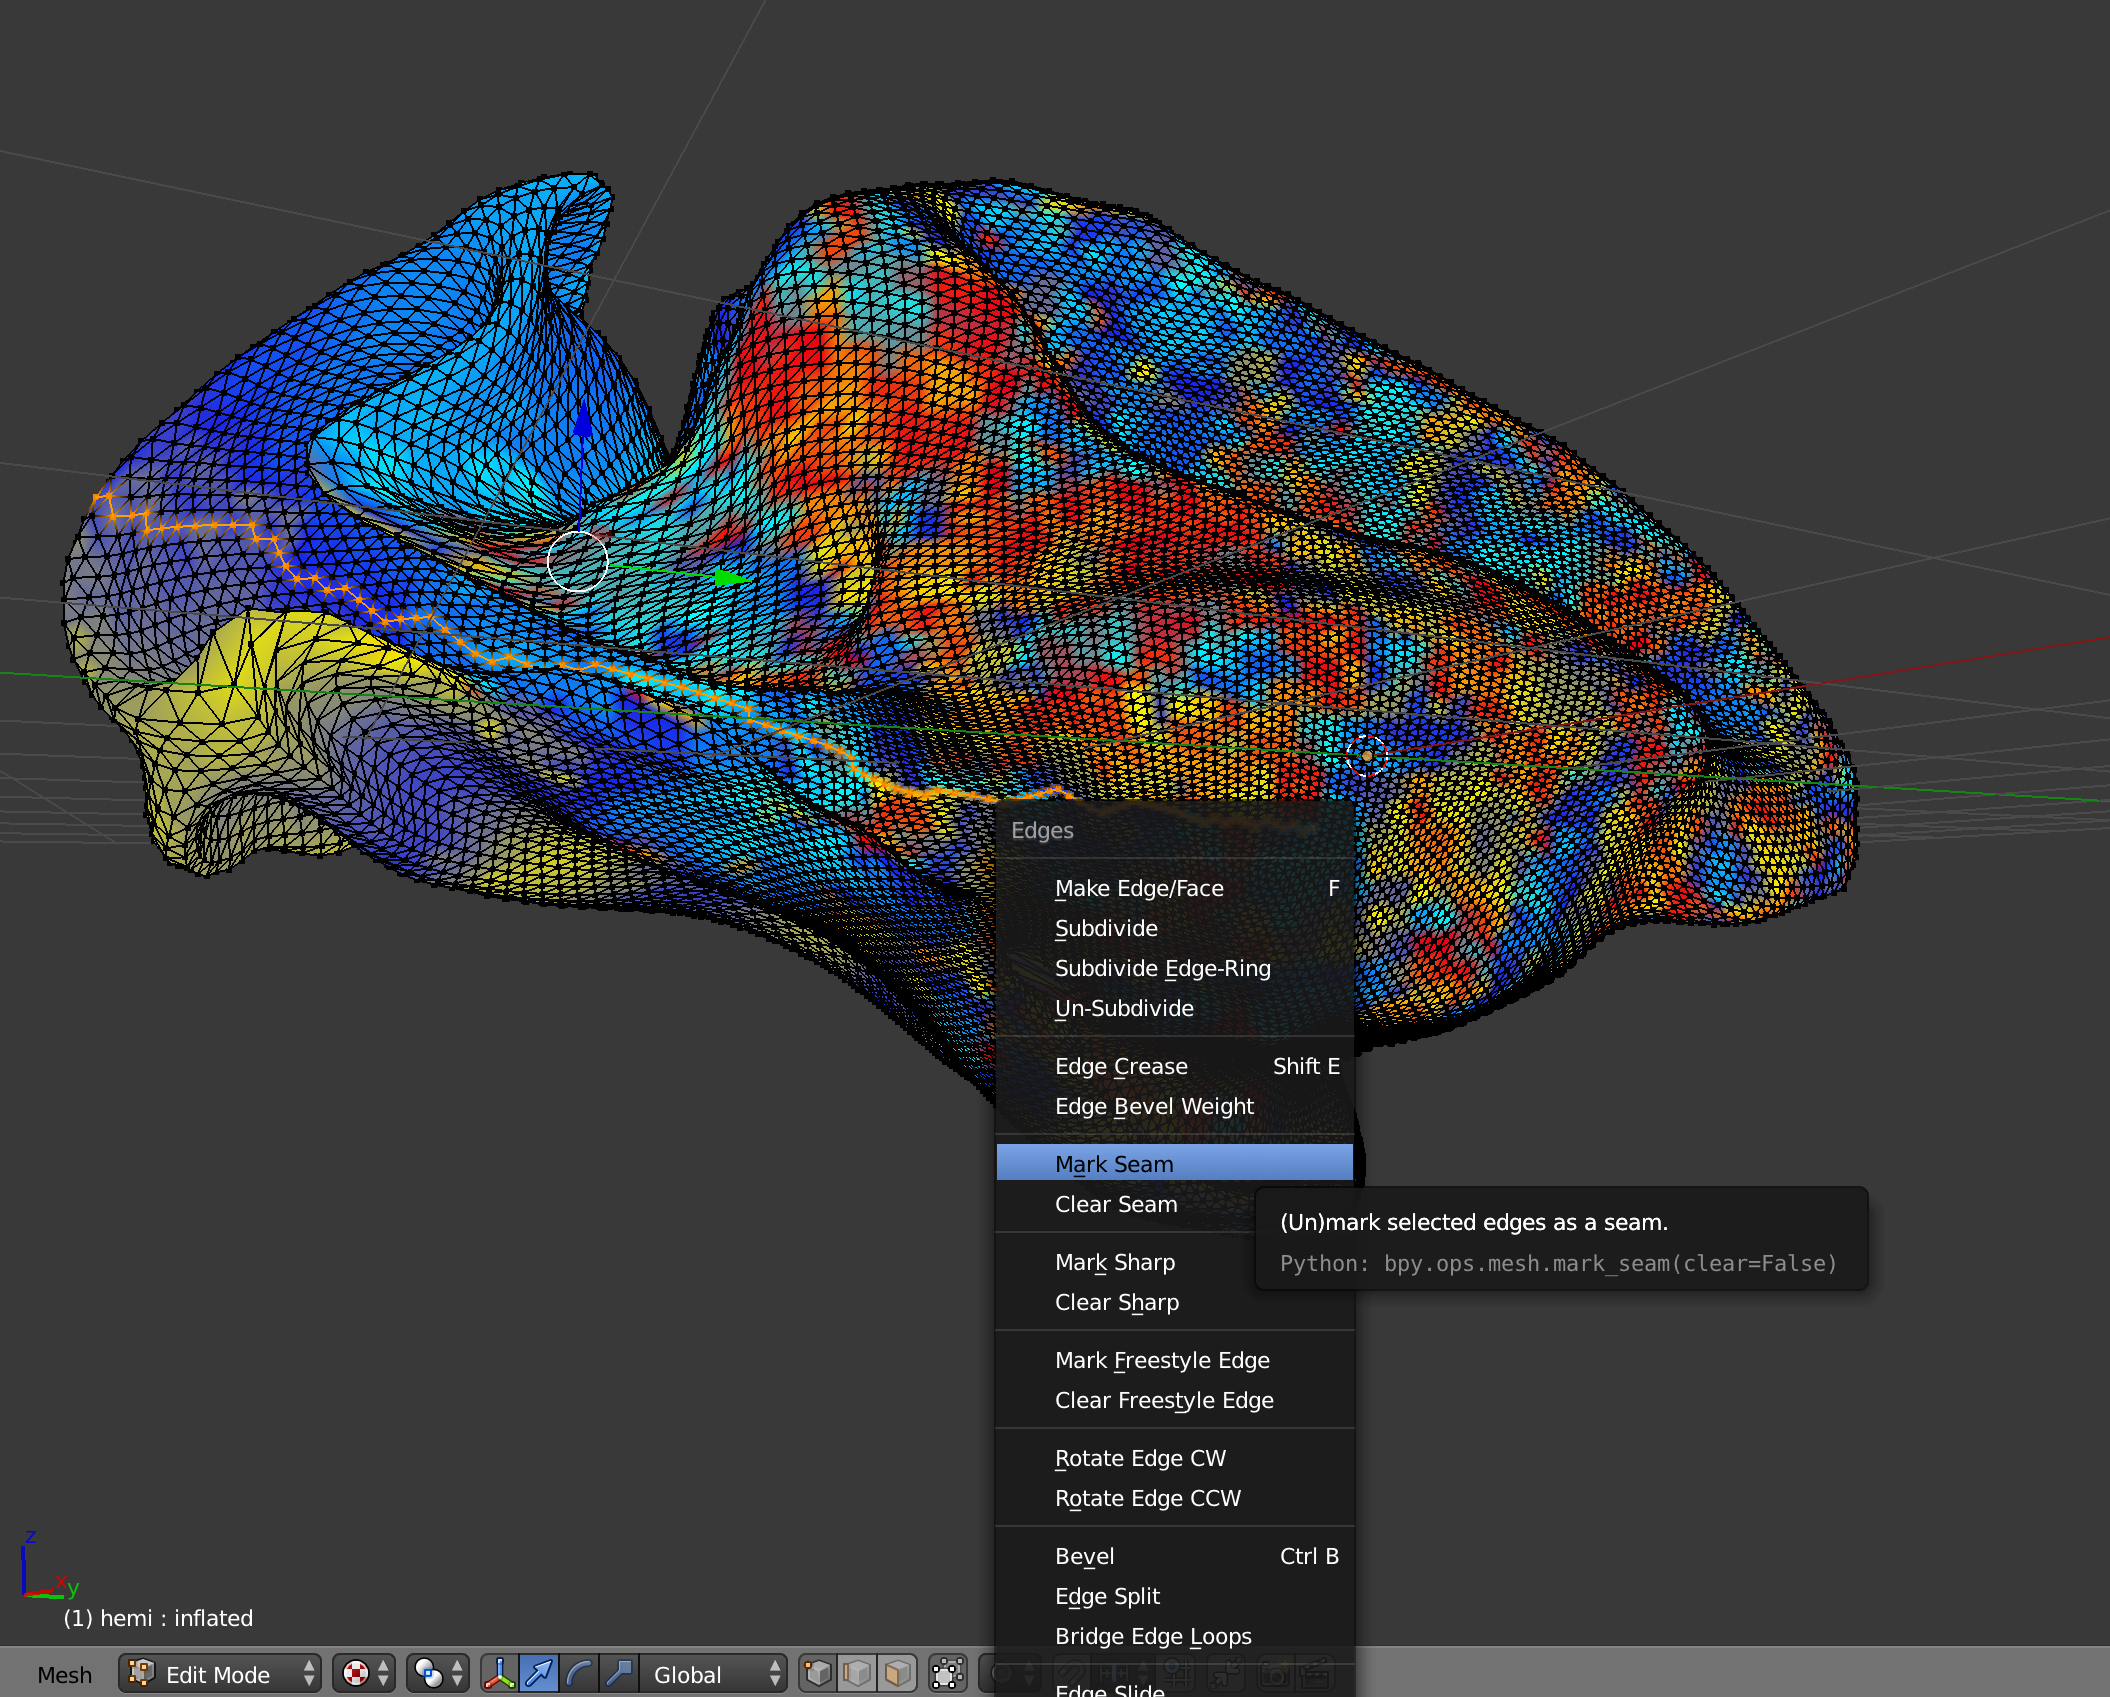 Edges
Make Edge/Face F
Subdivide
Subdivide Edge-Ring
Un-Subdivide
Edge Crease Shift E
Edge Bevel Weight
Mark Seam
Clear Seam
(Un)mark selected edges as a seam.
Python: bpy.ops.mesh.mark_seam(clear=False)
Mark Sharp
Clear Sharp
Mark Freestyle Edge
Clear Freestyle Edge
Rotate Edge CW
Rotate Edge CCW
Bevel Ctrl B
Edge Split
Bridge Edge Loops
Edge Slide
z
x
y
(1) hemi : inflated
Mesh Edit Mode Global